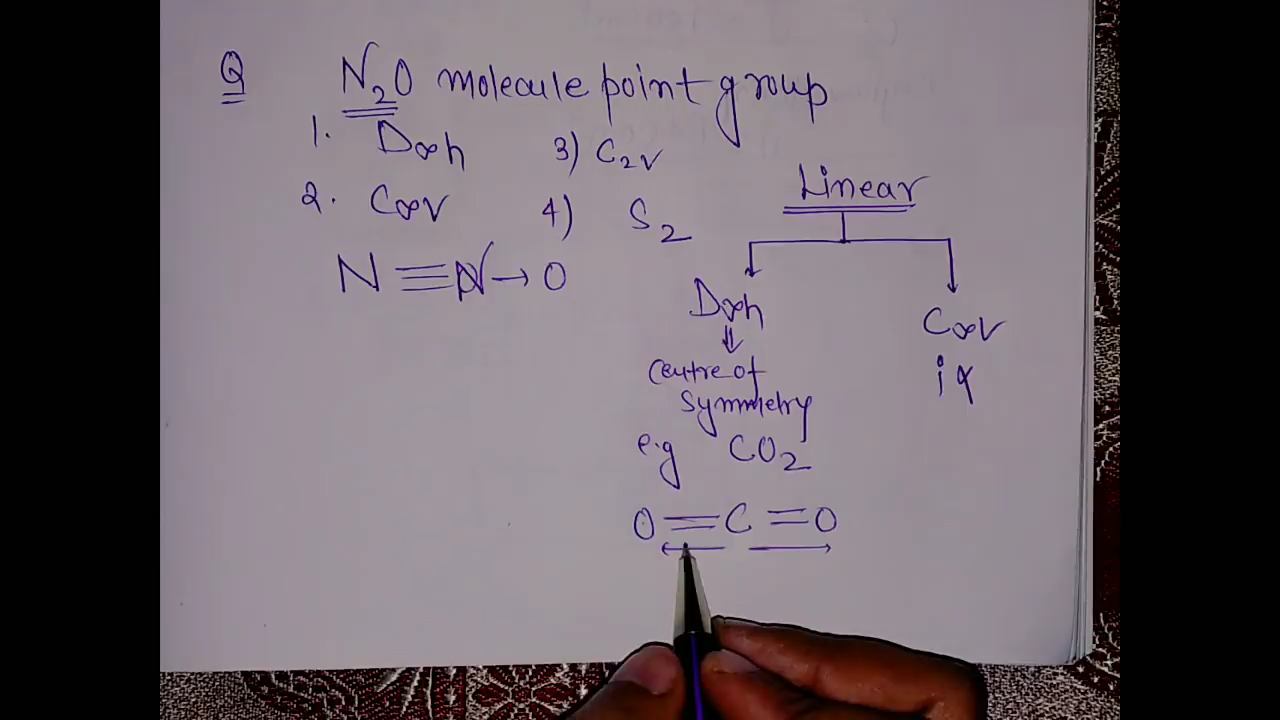 Q N₂O molecule point group
1. D∞h 3) C₂v
2. C∞v 4) S₂
N≡N→O
Linear
D∞h C∞v
⇓
Centre of i
symmetry
e.g CO₂
O=C=O